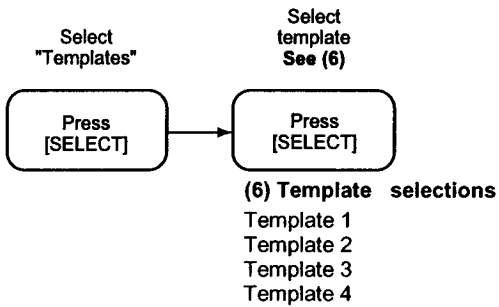 Select
"Templates"
Press
[SELECT]
Select
template
See (6)
Press
[SELECT]
(6) Template selections
Template 1
Template 2
Template 3
Template 4